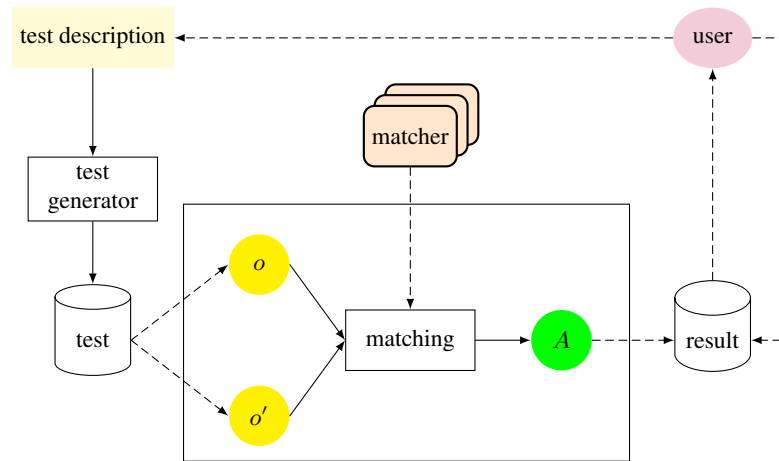 test description
user
matcher
test
generator
o
test
matching
A
result
o′